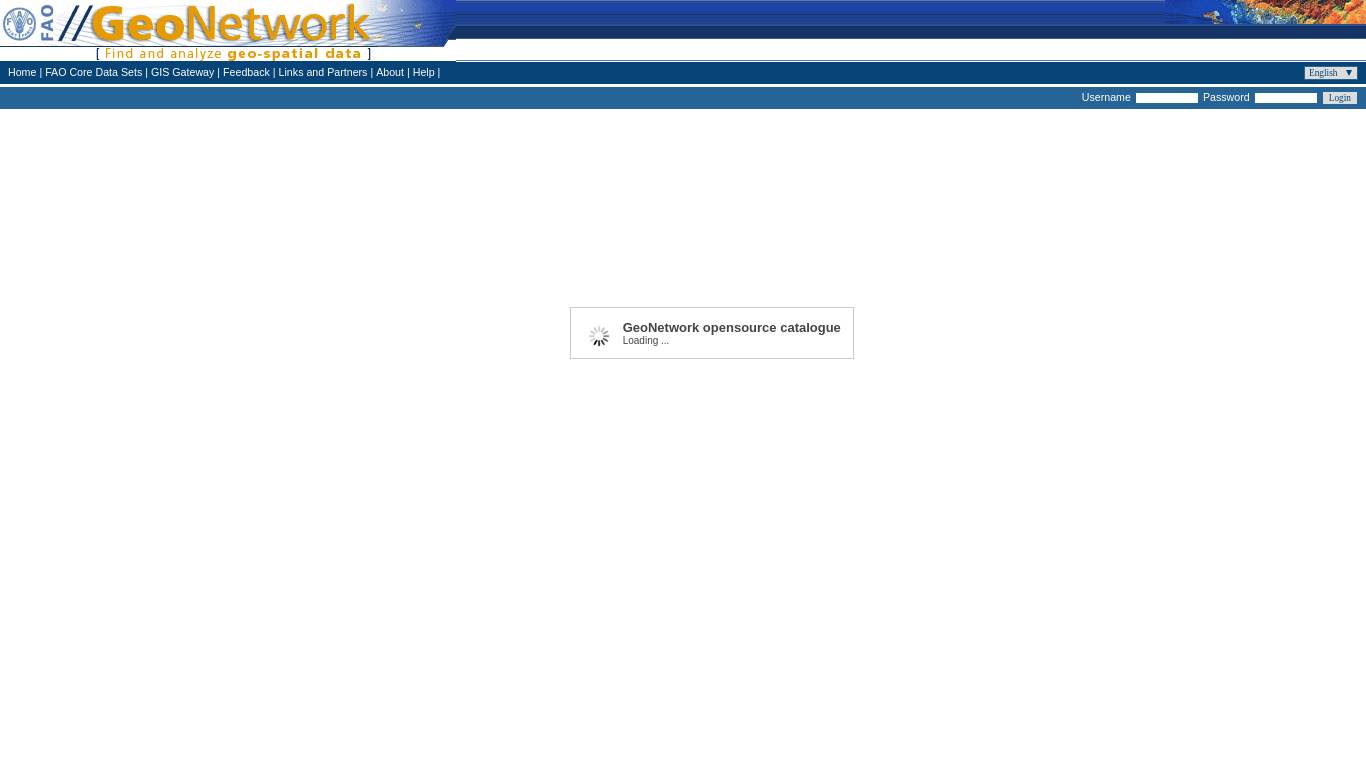 FAO
//GeoNetwork
[ Find and analyze geo-spatial data ]
Home | FAO Core Data Sets | GIS Gateway | Feedback | Links and Partners | About | Help |
English ▼
Username Password Login
GeoNetwork opensource catalogue
Loading ...